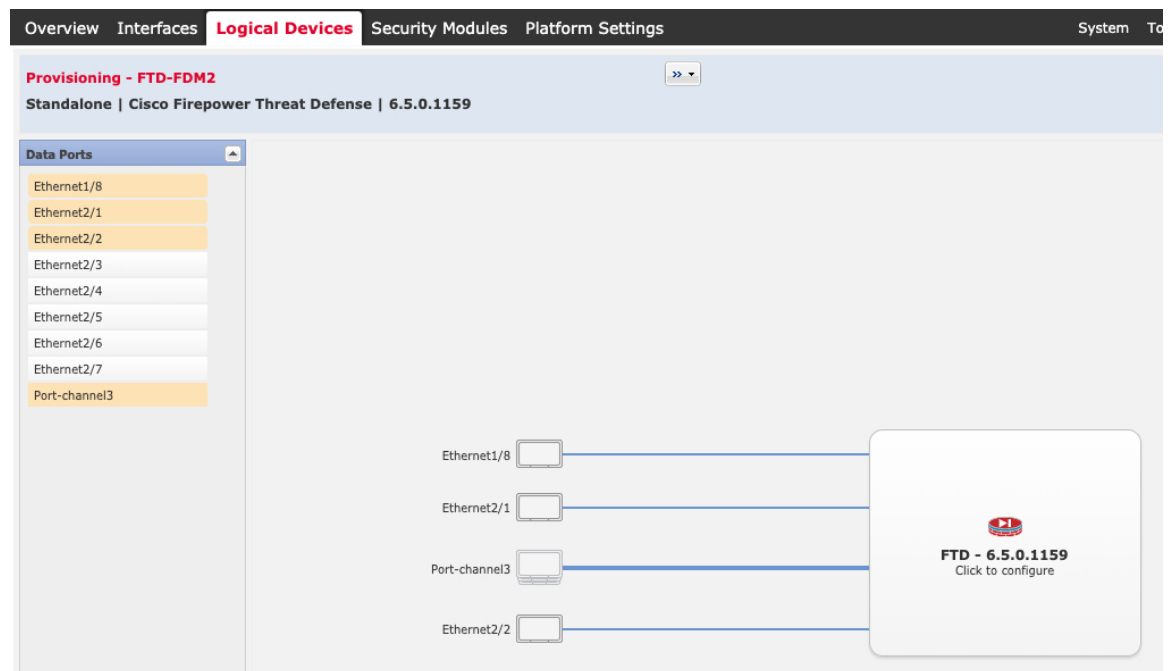 Overview Interfaces Logical Devices Security Modules Platform Settings System To
Provisioning - FTD-FDM2
Standalone | Cisco Firepower Threat Defense | 6.5.0.1159
Data Ports
Ethernet1/8
Ethernet2/1
Ethernet2/2
Ethernet2/3
Ethernet2/4
Ethernet2/5
Ethernet2/6
Ethernet2/7
Port-channel3
Ethernet1/8
Ethernet2/1
Port-channel3
Ethernet2/2
FTD - 6.5.0.1159
Click to configure